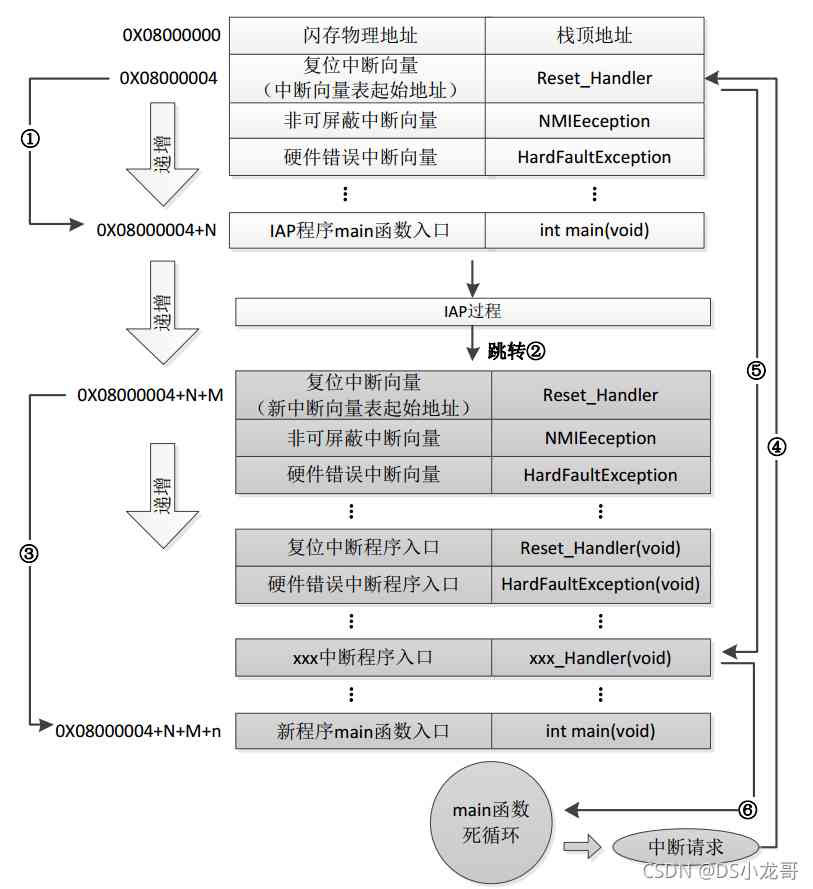 0X08000000 闪存物理地址 栈顶地址
0X08000004 复位中断向量 Reset_Handler
（中断向量表起始地址）
非可屏蔽中断向量 NMIEeception
① 递增
硬件错误中断向量 HardFaultException
⋮ ⋮
0X08000004+N IAP程序main函数入口 int main(void)
递增
IAP过程
跳转②
⑤
0X08000004+N+M 复位中断向量 Reset_Handler
（新中断向量表起始地址）
非可屏蔽中断向量 NMIEeception
④
硬件错误中断向量 HardFaultException
递增
⋮ ⋮
③
复位中断程序入口 Reset_Handler(void)
硬件错误中断程序入口 HardFaultException(void)
⋮ ⋮
xxx中断程序入口 xxx_Handler(void)
⋮ ⋮
0X08000004+N+M+n 新程序main函数入口 int main(void)
⑥
main函数
死循环
中断请求
CSDN @DS小龙哥